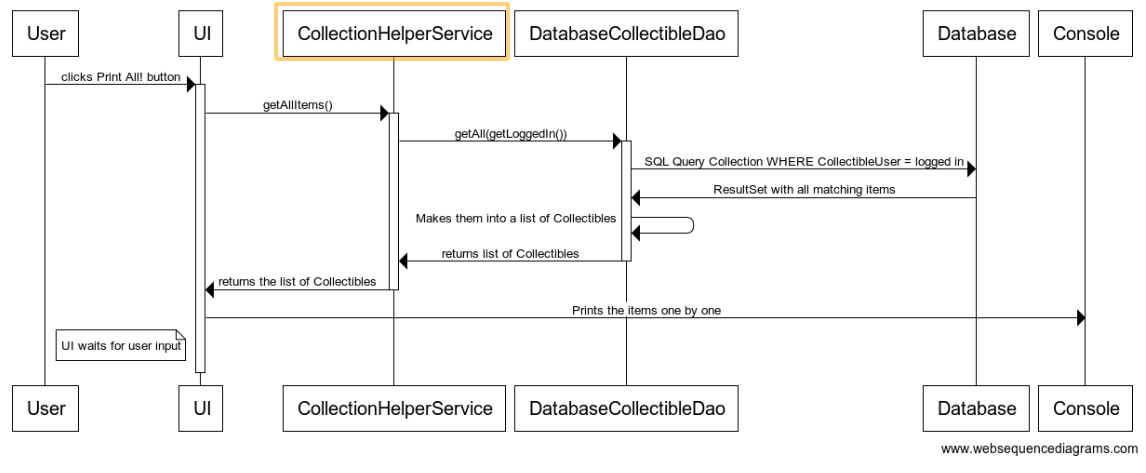 User UI CollectionHelperService DatabaseCollectibleDao Database Console
clicks Print All! button
getAllItems()
getAll(getLoggedIn())
SQL Query Collection WHERE CollectibleUser = logged in
ResultSet with all matching items
Makes them into a list of Collectibles
returns list of Collectibles
returns the list of Collectibles
Prints the items one by one
UI waits for user input
User UI CollectionHelperService DatabaseCollectibleDao Database Console
www.websequencediagrams.com